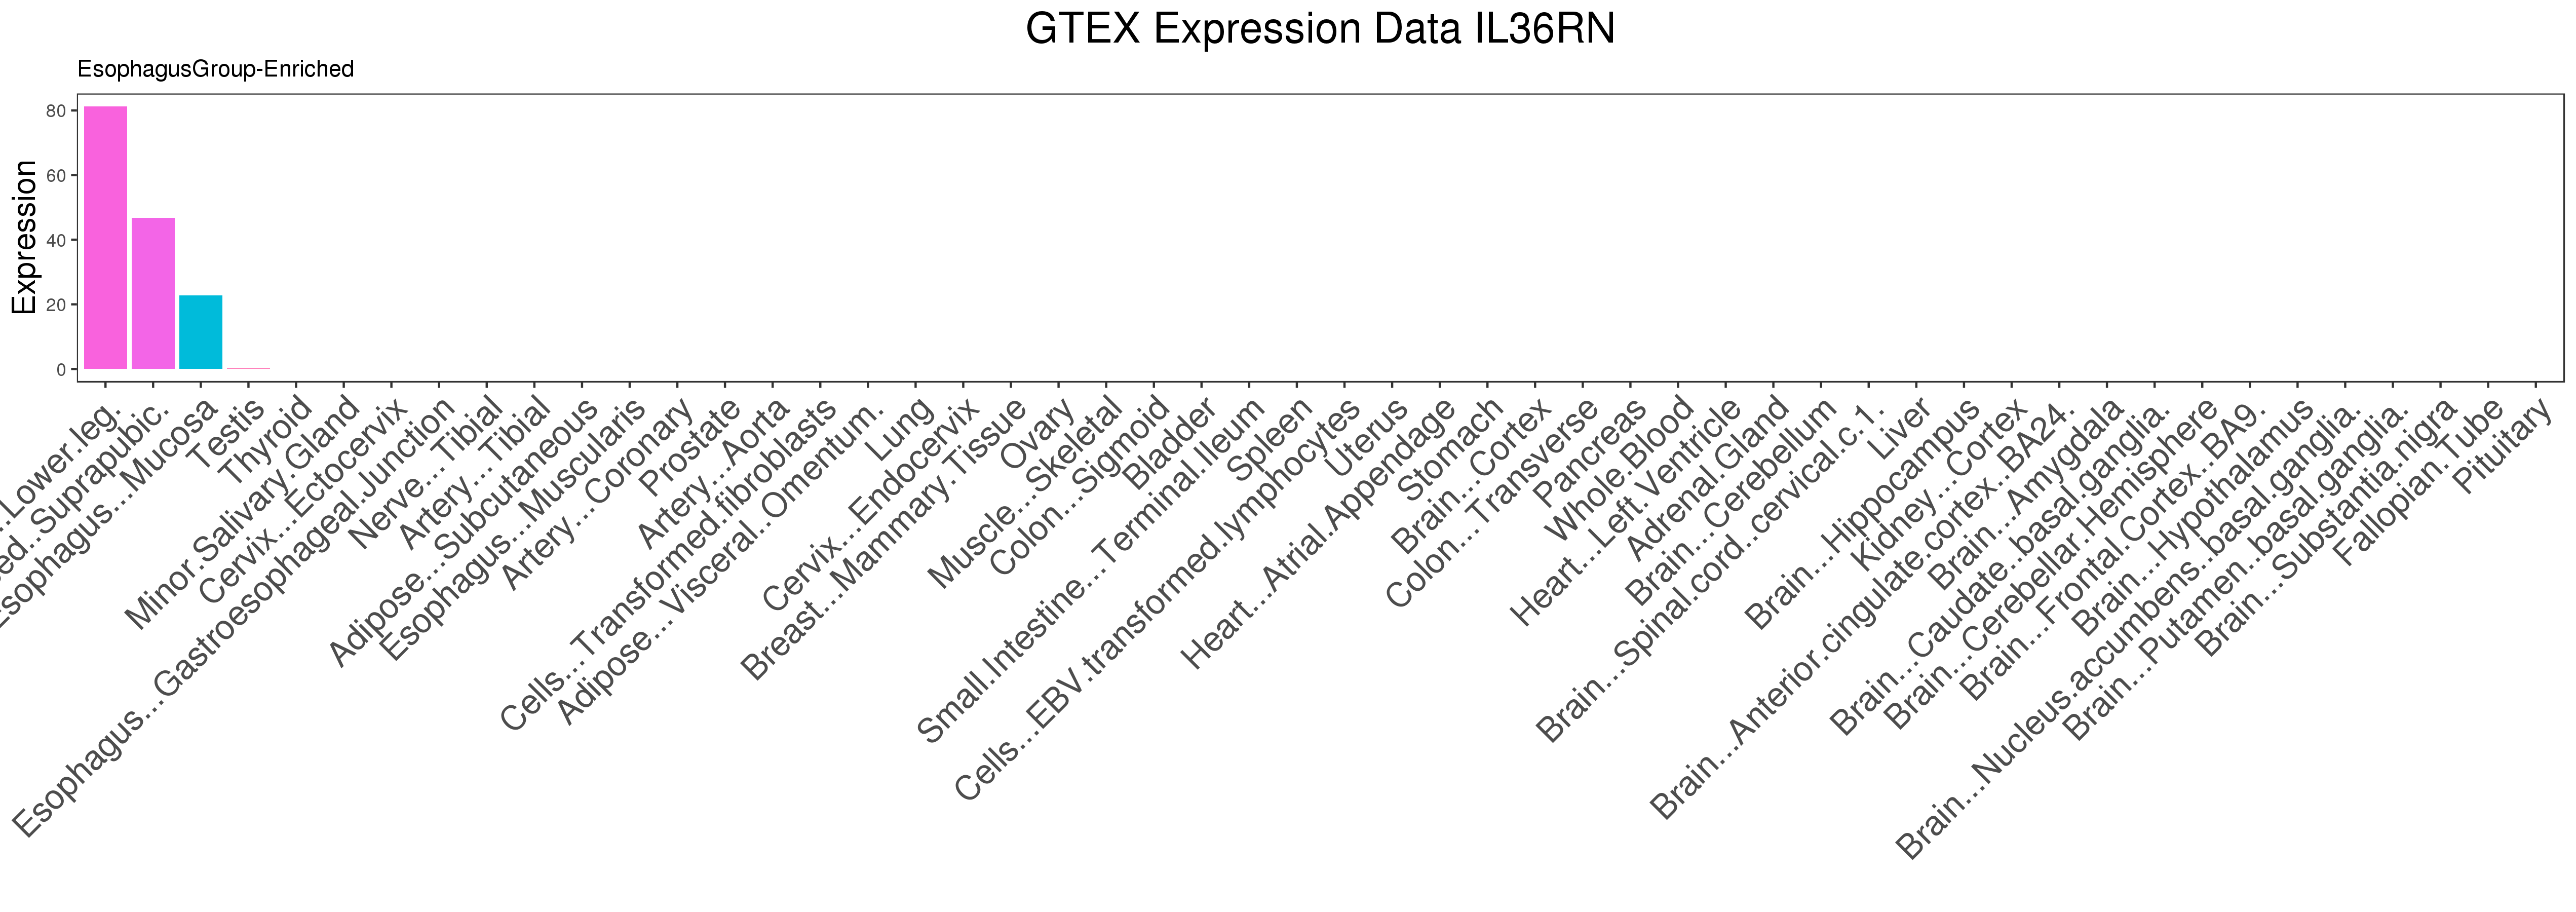 GTEX Expression Data IL36RN
EsophagusGroup-Enriched
Expression
80
60
40
20
0
.Lower.leg.
ed..Suprapubic.
Esophagus...Mucosa
Testis
Thyroid
Minor.Salivary.Gland
Cervix...Ectocervix
Esophagus...Gastroesophageal.Junction
Nerve...Tibial
Artery...Tibial
Adipose...Subcutaneous
Esophagus...Muscularis
Artery...Coronary
Prostate
Artery...Aorta
Cells...Transformed.fibroblasts
Adipose...Visceral..Omentum.
Lung
Cervix...Endocervix
Breast...Mammary.Tissue
Ovary
Muscle...Skeletal
Colon...Sigmoid
Bladder
Small.Intestine...Terminal.Ileum
Spleen
Cells...EBV.transformed.lymphocytes
Uterus
Heart...Atrial.Appendage
Stomach
Brain...Cortex
Colon...Transverse
Pancreas
Whole.Blood
Heart...Left.Ventricle
Adrenal.Gland
Brain...Cerebellum
Brain...Spinal.cord..cervical.c.1.
Liver
Brain...Hippocampus
Kidney...Cortex
Brain...Anterior.cingulate.cortex..BA24.
Brain...Amygdala
Brain...Caudate..basal.ganglia.
Brain...Cerebellar.Hemisphere
Brain...Frontal.Cortex..BA9.
Brain...Hypothalamus
Brain...Nucleus.accumbens..basal.ganglia.
Brain...Putamen..basal.ganglia.
Brain...Substantia.nigra
Fallopian.Tube
Pituitary